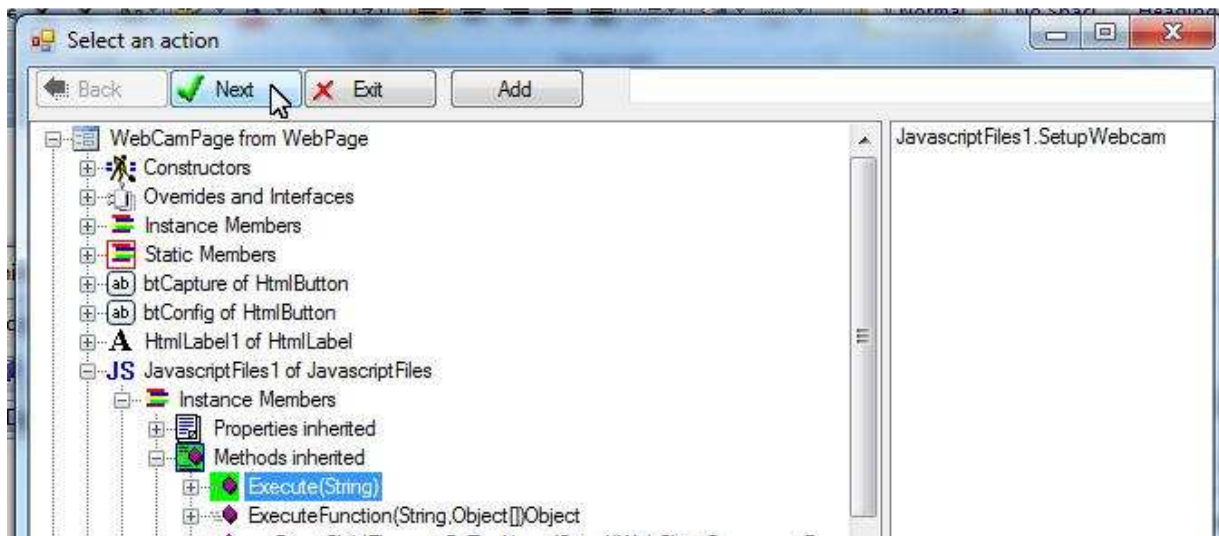 Select an action
Back Next Exit Add
WebCamPage from WebPage
JavascriptFiles1.SetupWebcam
Constructors
Overrides and Interfaces
Instance Members
Static Members
ab btCapture of HtmlButton
ab btConfig of HtmlButton
A HtmlLabel1 of HtmlLabel
JS JavascriptFiles1 of JavascriptFiles
Instance Members
Properties inherited
Methods inherited
Execute(String)
ExecuteFunction(String,Object[])Object